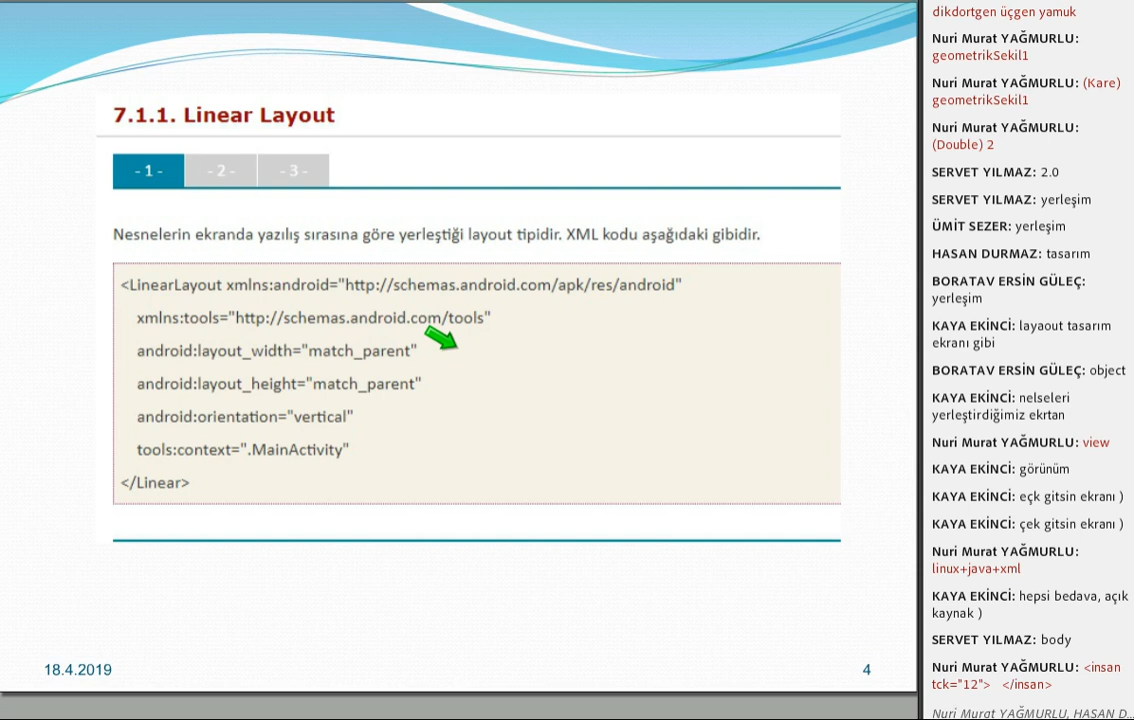 7.1.1. Linear Layout
- 1 -
- 2 -
- 3 -
Nesnelerin ekranda yazılış sırasına göre yerleştiği layout tipidir. XML kodu aşağıdaki gibidir.
<LinearLayout xmlns:android="http://schemas.android.com/apk/res/android"
xmlns:tools="http://schemas.android.com/tools"
android:layout_width="match_parent"
android:layout_height="match_parent"
android:orientation="vertical"
tools:context=".MainActivity"
</Linear>
18.4.2019
4
dikdortgen üçgen yamuk
Nuri Murat YAĞMURLU:
geometrikSekil1
Nuri Murat YAĞMURLU: (Kare)
geometrikSekil1
Nuri Murat YAĞMURLU:
(Double) 2
SERVET YILMAZ: 2.0
SERVET YILMAZ: yerleşim
ÜMİT SEZER: yerleşim
HASAN DURMAZ: tasarım
BORATAV ERSİN GÜLEÇ:
yerleşim
KAYA EKİNCİ: layaout tasarım
ekranı gibi
BORATAV ERSİN GÜLEÇ: object
KAYA EKİNCİ: nelseleri
yerleştirdiğimiz ekrtan
Nuri Murat YAĞMURLU: view
KAYA EKİNCİ: görünüm
KAYA EKİNCİ: eçk gitsin ekranı )
KAYA EKİNCİ: çek gitsin ekranı )
Nuri Murat YAĞMURLU:
linux+java+xml
KAYA EKİNCİ: hepsi bedava, açık
kaynak )
SERVET YILMAZ: body
Nuri Murat YAĞMURLU: <insan
tck="12"> </insan>
Nuri Murat YAĞMURLU, HASAN D...